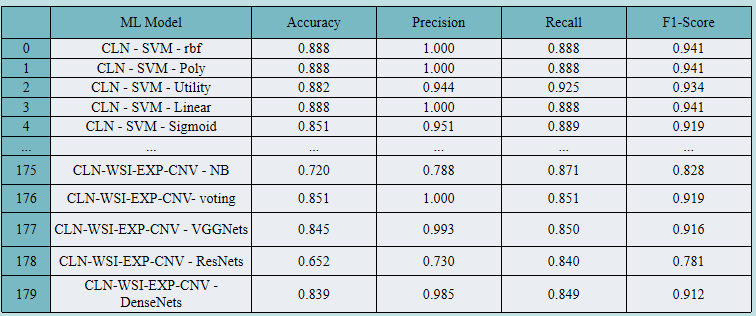 ML Model Accuracy Precision Recall F1-Score
0 CLN - SVM - rbf 0.888 1.000 0.888 0.941
1 CLN - SVM - Poly 0.888 1.000 0.888 0.941
2 CLN - SVM - Utility 0.882 0.944 0.925 0.934
3 CLN - SVM - Linear 0.888 1.000 0.888 0.941
4 CLN - SVM - Sigmoid 0.851 0.951 0.889 0.919
... ... ... ... ... ...
175 CLN-WSI-EXP-CNV - NB 0.720 0.788 0.871 0.828
176 CLN-WSI-EXP-CNV- voting 0.851 1.000 0.851 0.919
177 CLN-WSI-EXP-CNV - VGGNets 0.845 0.993 0.850 0.916
178 CLN-WSI-EXP-CNV - ResNets 0.652 0.730 0.840 0.781
179 CLN-WSI-EXP-CNV - 0.839 0.985 0.849 0.912
DenseNets